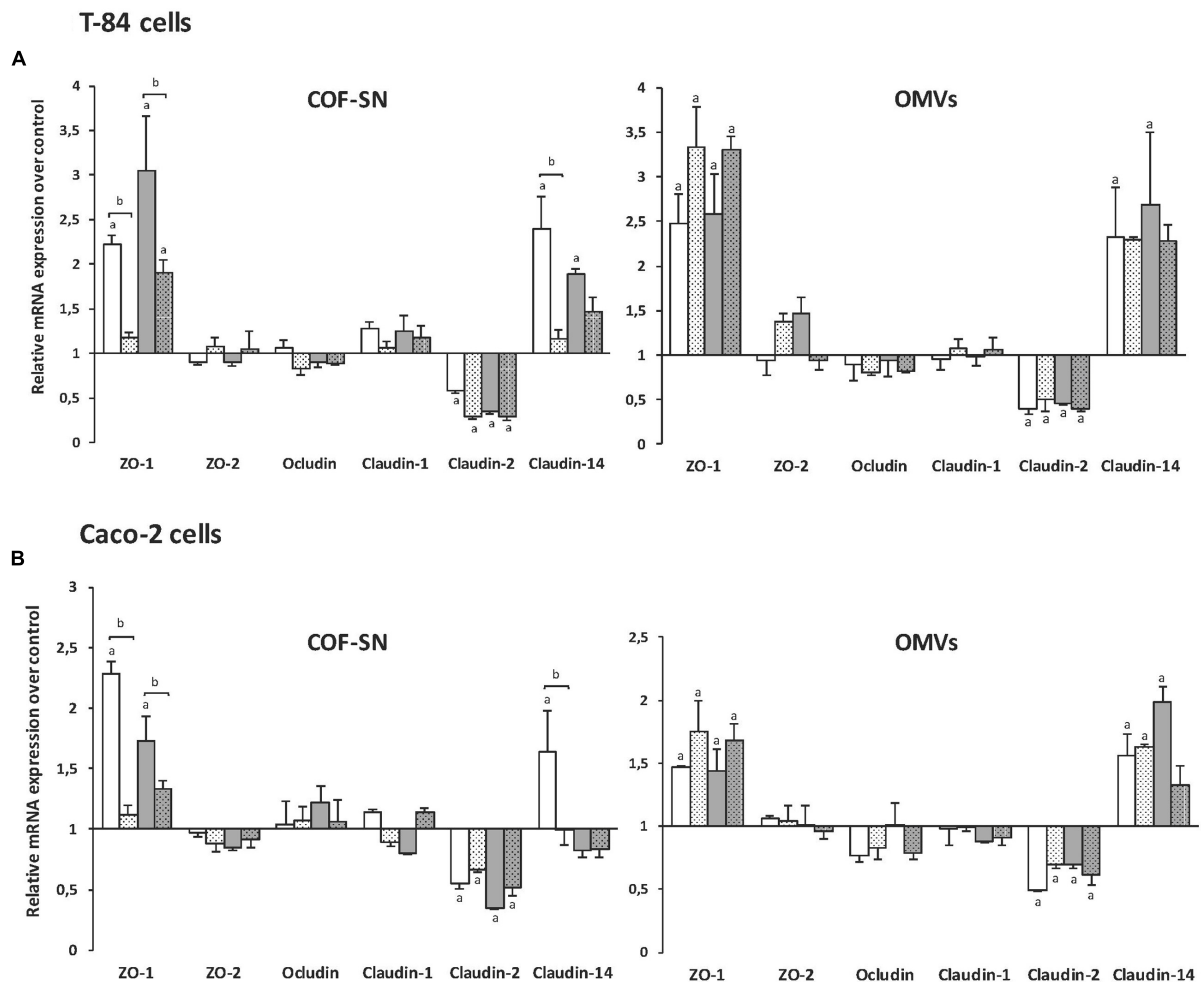 T-84 cells
A
COF-SN
Relative mRNA expression over control
4
3,5
3
2,5
2
1,5
1
0,5
0
b
a
b
a
a
a
a
a
a
b
a
a
ZO-1 ZO-2 Ocludin Claudin-1 Claudin-2 Claudin-14
OMVs
4
3,5
3
2,5
2
1,5
1
0,5
0
a
a
a
a
a
a
a
a
a
a
ZO-1 ZO-2 Ocludin Claudin-1 Claudin-2 Claudin-14
Caco-2 cells
B
COF-SN
Relative mRNA expression over control
3
2,5
2
1,5
1
0,5
0
b
a
b
a
a
a
a
a
b
a
ZO-1 ZO-2 Ocludin Claudin-1 Claudin-2 Claudin-14
OMVs
2,5
2
1,5
1
0,5
0
a
a
a
a
a
a
a
a
a
a
a
ZO-1 ZO-2 Ocludin Claudin-1 Claudin-2 Claudin-14